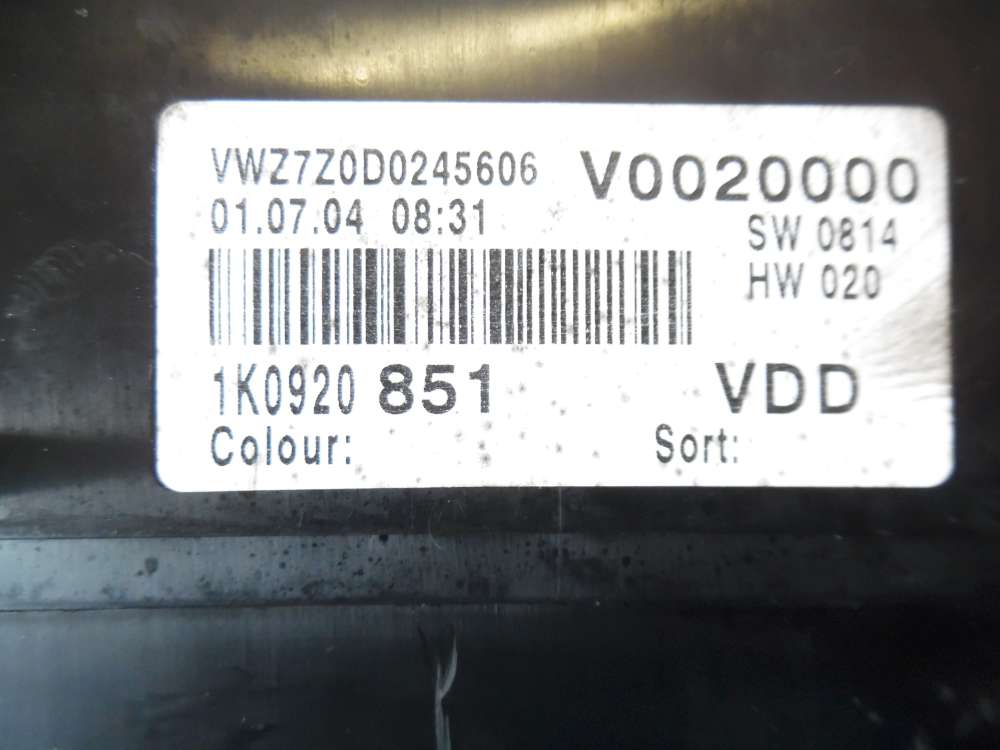 VWZ7Z0D0245606 V0020000
01.07.04 08:31 SW 0814
HW 020
1K0920 851 VDD
Colour: Sort: